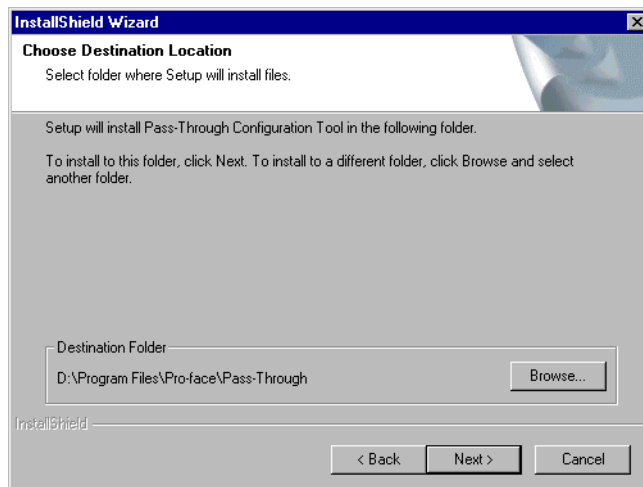 InstallShield Wizard
Choose Destination Location
Select folder where Setup will install files.
Setup will install Pass-Through Configuration Tool in the following folder.
To install to this folder, click Next. To install to a different folder, click Browse and select
another folder.
Destination Folder
D:\Program Files\Pro-face\Pass-Through
Browse...
InstallShield
< Back
Next >
Cancel